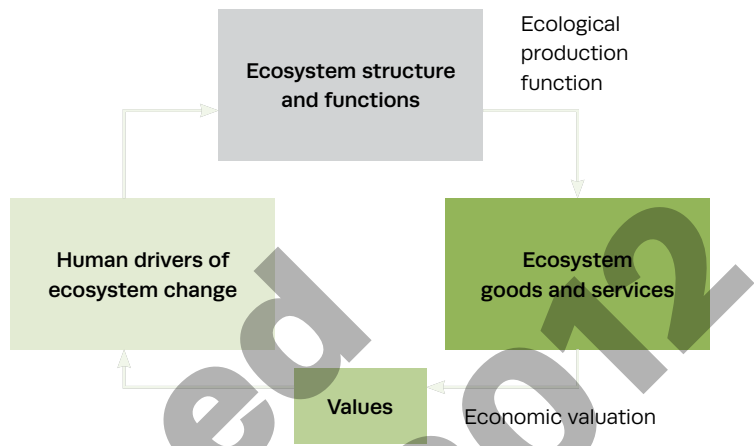 Ecosystem structure
and functions
Ecological
production
function
Human drivers of
ecosystem change
Ecosystem
goods and services
Values
Economic valuation
2012